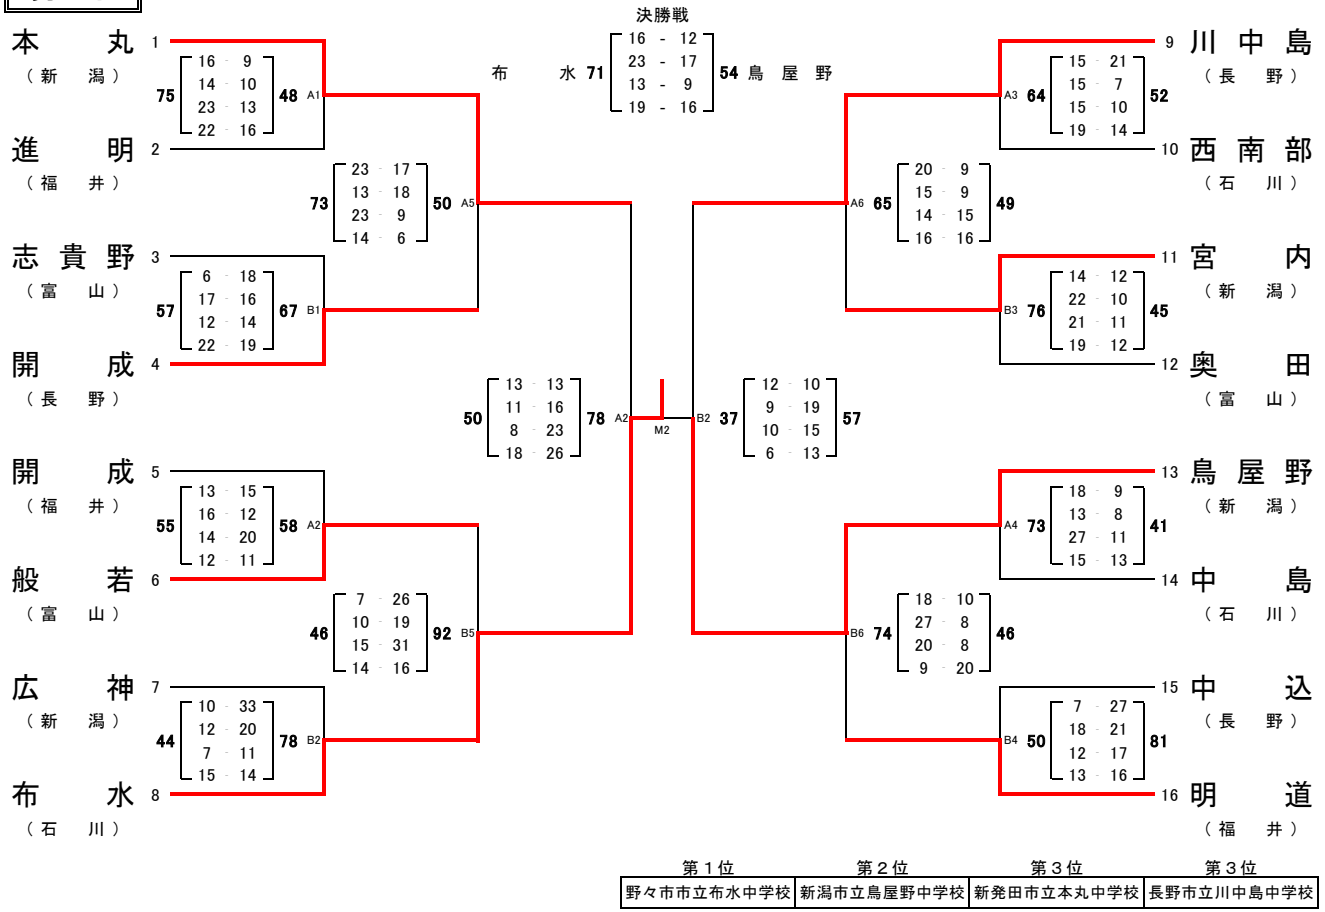 決勝戦
布 水 71 54 鳥 屋 野
16 - 12
23 - 17
13 - 9
19 - 16
本 丸 1
（ 新 潟 ）
75 48 A1
16 - 9
14 - 10
23 - 13
22 - 16
進 明 2
（ 福 井 ）
73 50 A5
23 - 17
13 - 18
23 - 9
14 - 6
志 貴 野 3
（ 富 山 ）
57 67 B1
6 - 18
17 - 16
12 - 14
22 - 19
開 成 4
（ 長 野 ）
50 78 A2
13 - 13
11 - 16
8 - 23
18 - 26
開 成 5
（ 福 井 ）
55 58 A2
13 - 15
16 - 12
14 - 20
12 - 11
般 若 6
（ 富 山 ）
46 92 B5
7 - 26
10 - 19
15 - 31
14 - 16
広 神 7
（ 新 潟 ）
44 78 B2
10 - 33
12 - 20
7 - 11
15 - 14
布 水 8
（ 石 川 ）
M2
9 川 中 島
（ 長 野 ）
A3 64 52
15 - 21
15 - 7
15 - 10
19 - 14
10 西 南 部
（ 石 川 ）
A6 65 49
20 - 9
15 - 9
14 - 15
16 - 16
11 宮 内
（ 新 潟 ）
B3 76 45
14 - 12
22 - 10
21 - 11
19 - 12
12 奥 田
（ 富 山 ）
B2 37 57
12 - 10
9 - 19
10 - 15
6 - 13
13 鳥 屋 野
（ 新 潟 ）
A4 73 41
18 - 9
13 - 8
27 - 11
15 - 13
14 中 島
（ 石 川 ）
B6 74 46
18 - 10
27 - 8
20 - 8
9 - 20
15 中 込
（ 長 野 ）
B4 50 81
7 - 27
18 - 21
12 - 17
13 - 16
16 明 道
（ 福 井 ）
第１位 第２位 第３位 第３位
野々市市立布水中学校 新潟市立鳥屋野中学校 新発田市立本丸中学校 長野市立川中島中学校